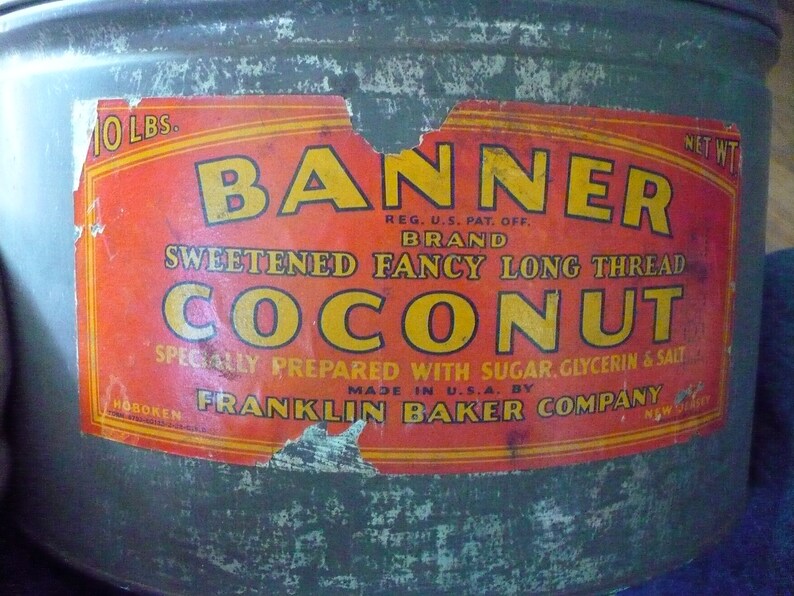 10 LBS.
NET WT.
BANNER
REG. U.S. PAT. OFF.
BRAND
SWEETENED FANCY LONG THREAD
COCONUT
SPECIALLY PREPARED WITH SUGAR, GLYCERIN & SALT
MADE IN U.S.A. BY
FRANKLIN BAKER COMPANY
HOBOKEN
NEW JERSEY